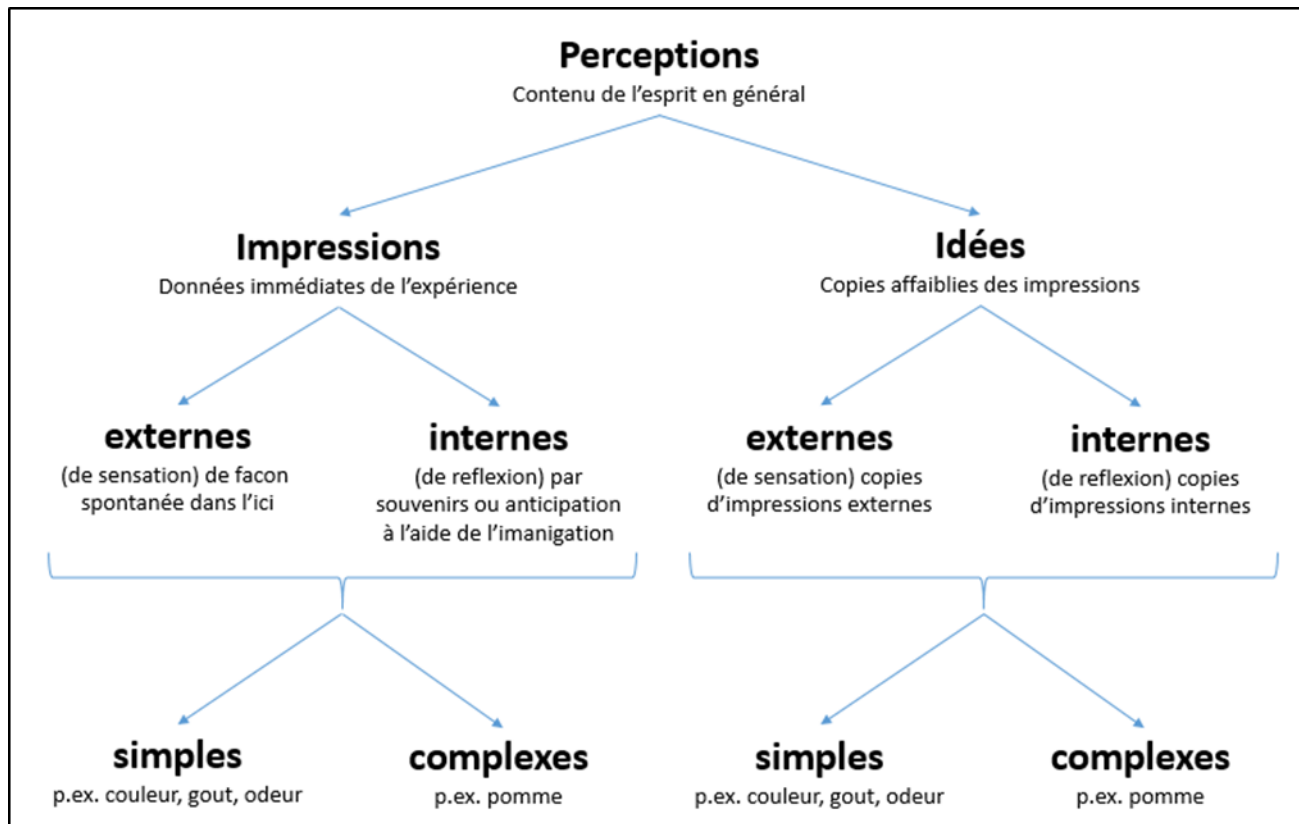 Perceptions
Contenu de l'esprit en général
Impressions
Données immédiates de l'expérience
Idées
Copies affaiblies des impressions
externes
(de sensation) de facon
spontanée dans l'ici
internes
(de reflexion) par
souvenirs ou anticipation
à l'aide de l'imanigation
externes
(de sensation) copies
d'impressions externes
internes
(de reflexion) copies
d'impressions internes
simples
p.ex. couleur, gout, odeur
complexes
p.ex. pomme
simples
p.ex. couleur, gout, odeur
complexes
p.ex. pomme